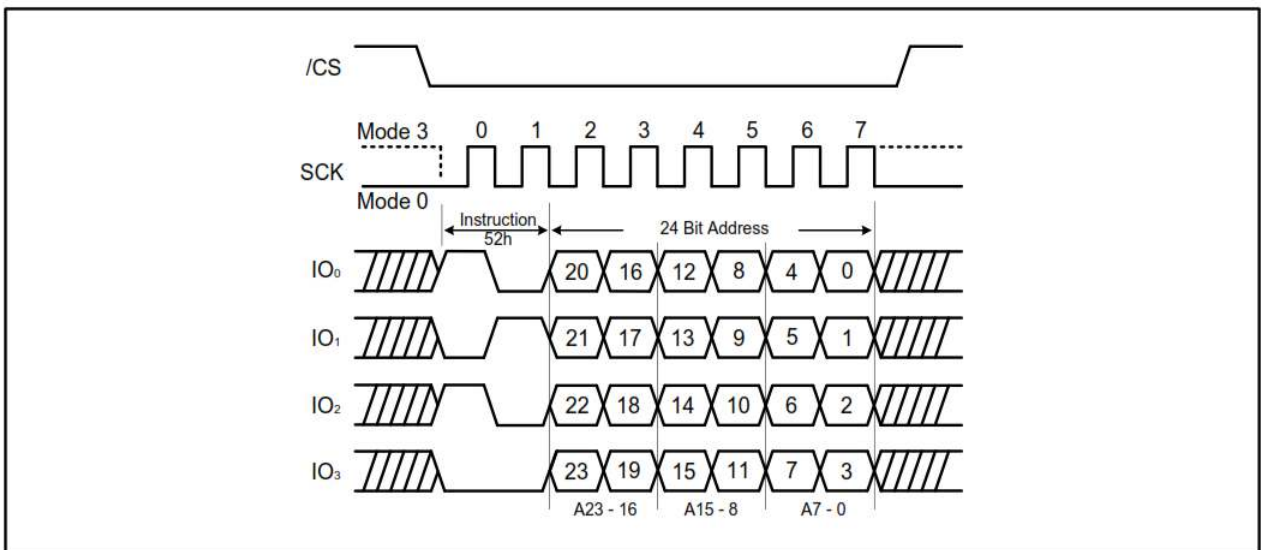 /CS
Mode 3 0 1 2 3 4 5 6 7
SCK
Mode 0
Instruction
52h
24 Bit Address
IO₀ 20 16 12 8 4 0
IO₁ 21 17 13 9 5 1
IO₂ 22 18 14 10 6 2
IO₃ 23 19 15 11 7 3
A23 - 16 A15 - 8 A7 - 0